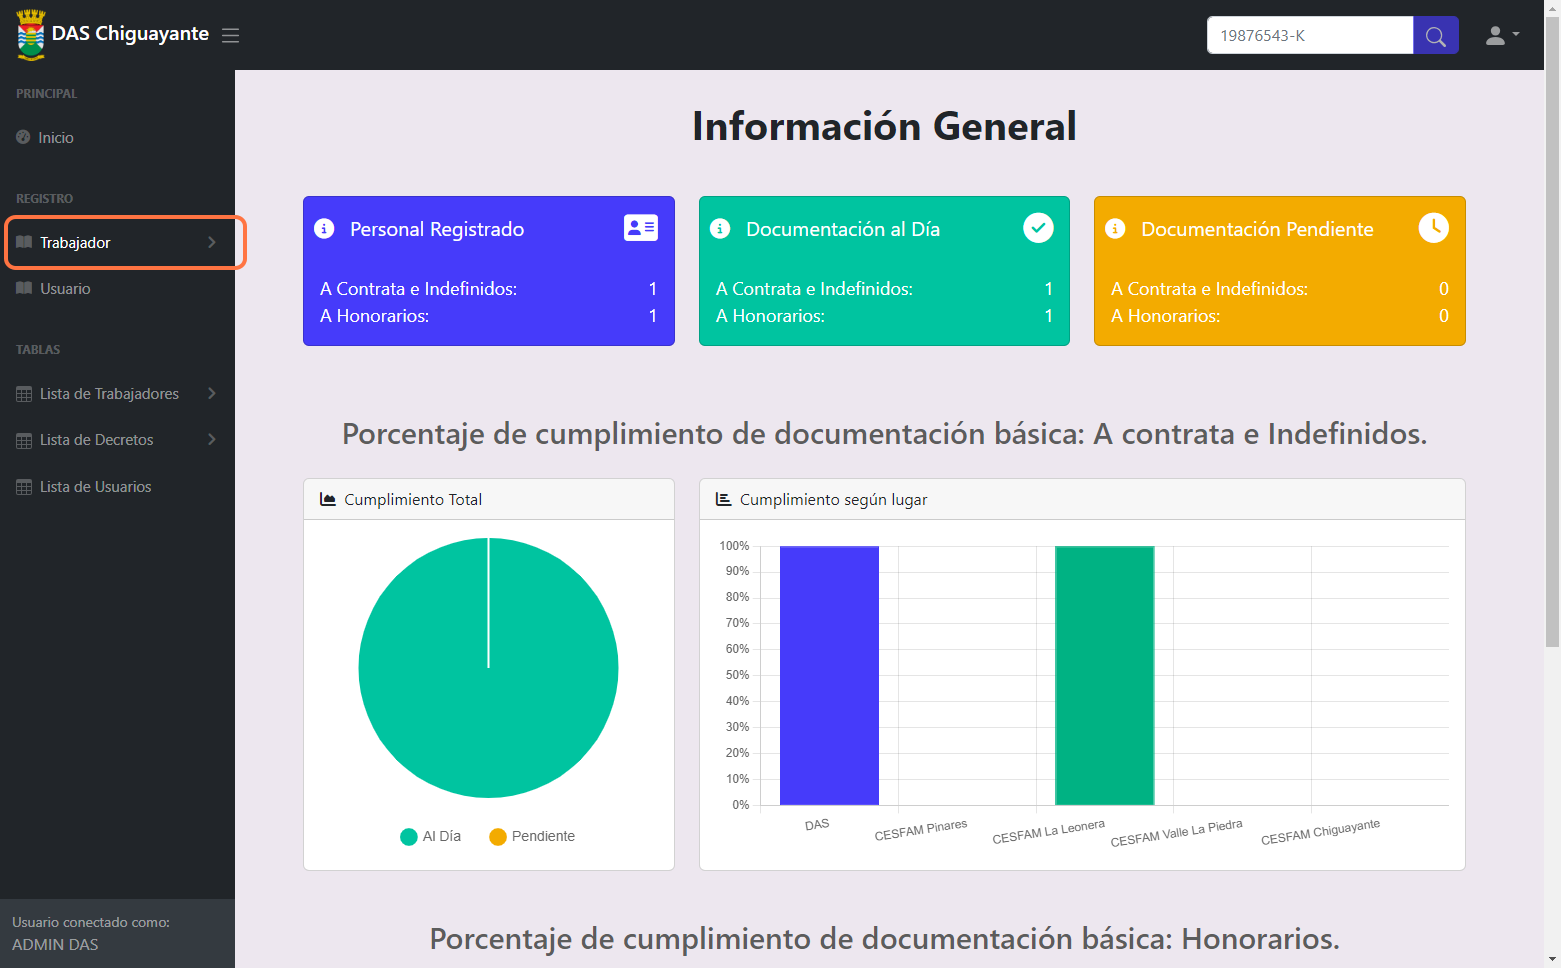 DAS Chiguayante
19876543-K
PRINCIPAL
Inicio
REGISTRO
Trabajador
Usuario
TABLAS
Lista de Trabajadores
Lista de Decretos
Lista de Usuarios
Usuario conectado como:
ADMIN DAS
Información General
Personal Registrado
A Contrata e Indefinidos: 1
A Honorarios: 1
Documentación al Día
A Contrata e Indefinidos: 1
A Honorarios: 1
Documentación Pendiente
A Contrata e Indefinidos: 0
A Honorarios: 0
Porcentaje de cumplimiento de documentación básica: A contrata e Indefinidos.
Cumplimiento Total
Al Día
Pendiente
Cumplimiento según lugar
100%
90%
80%
70%
60%
50%
40%
30%
20%
10%
0%
DAS
CESFAM Pinares
CESFAM La Leonera
CESFAM Valle La Piedra
CESFAM Chiguayante
Porcentaje de cumplimiento de documentación básica: Honorarios.